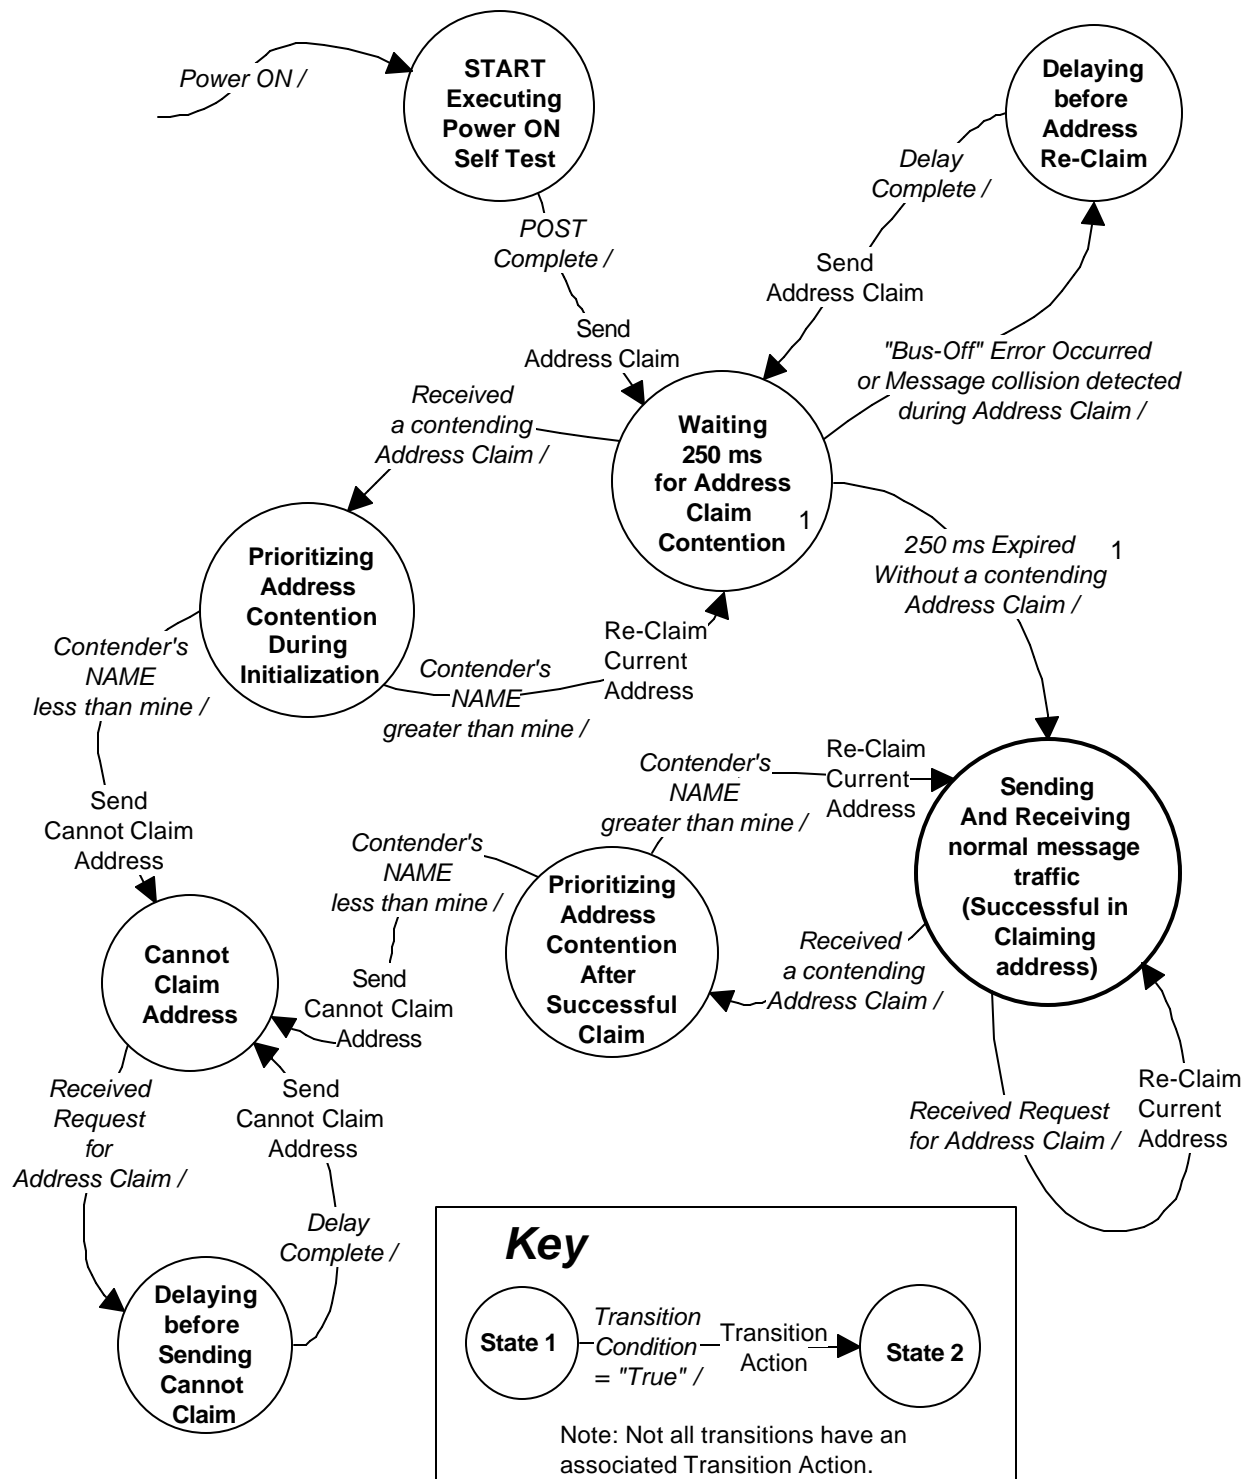 Power ON /
START
Executing
Power ON
Self Test
Delaying
before
Address
Re-Claim
POST
Complete /
Send
Address Claim
Delay
Complete /
Send
Address Claim
"Bus-Off" Error Occurred
or Message collision detected
during Address Claim /
Received
a contending
Address Claim /
Waiting
250 ms
for Address
Claim
Contention
1
250 ms Expired
Without a contending
Address Claim /
1
Prioritizing
Address
Contention
During
Initialization
Contender's
NAME
less than mine /
Contender's
NAME
greater than mine /
Re-Claim
Current
Address
Send
Cannot Claim
Address
Contender's
NAME
greater than mine /
Re-Claim
Current
Address
Sending
And Receiving
normal message
traffic
(Successful in
Claiming
address)
Contender's
NAME
less than mine /
Send
Cannot Claim
Address
Prioritizing
Address
Contention
After
Successful
Claim
Received
a contending
Address Claim /
Cannot
Claim
Address
Received
Request
for
Address Claim /
Send
Cannot Claim
Address
Delay
Complete /
Delaying
before
Sending
Cannot
Claim
Received Request
for Address Claim /
Re-Claim
Current
Address
Key
State 1
Transition
Condition
= "True" /
Transition
Action
State 2
Note: Not all transitions have an
associated Transition Action.